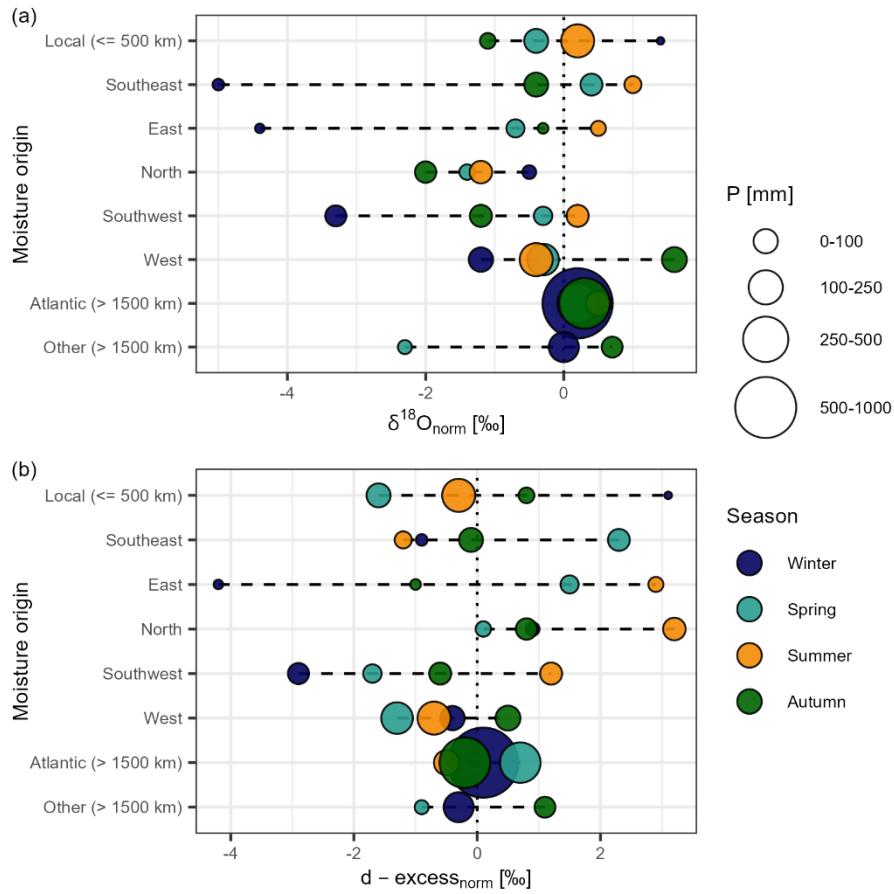 (a)
Moisture origin
Local (<= 500 km)
Southeast
East
North
Southwest
West
Atlantic (> 1500 km)
Other (> 1500 km)
-4 -2 0
δ¹⁸Oₙₒᵣₘ [‰]
P [mm]
0-100
100-250
250-500
500-1000
(b)
Moisture origin
Local (<= 500 km)
Southeast
East
North
Southwest
West
Atlantic (> 1500 km)
Other (> 1500 km)
-4 -2 0 2
d − excessₙₒᵣₘ [‰]
Season
Winter
Spring
Summer
Autumn